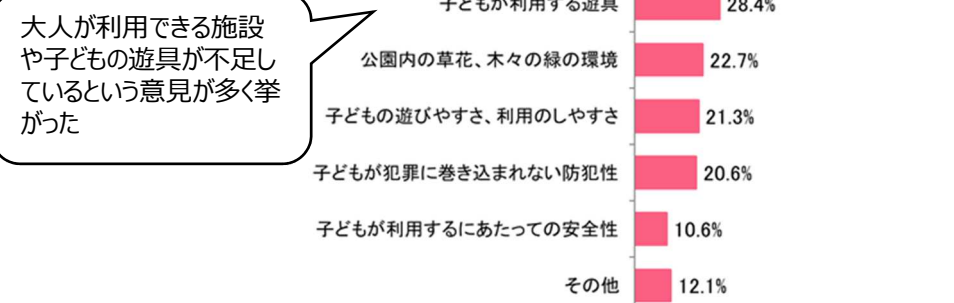 大人が利用できる施設
や子どもの遊具が不足し
ているという意見が多く挙
がった
子どもが利用する遊具 28.4%
公園内の草花、木々の緑の環境 22.7%
子どもの遊びやすさ、利用のしやすさ 21.3%
子どもが犯罪に巻き込まれない防犯性 20.6%
子どもが利用するにあたっての安全性 10.6%
その他 12.1%